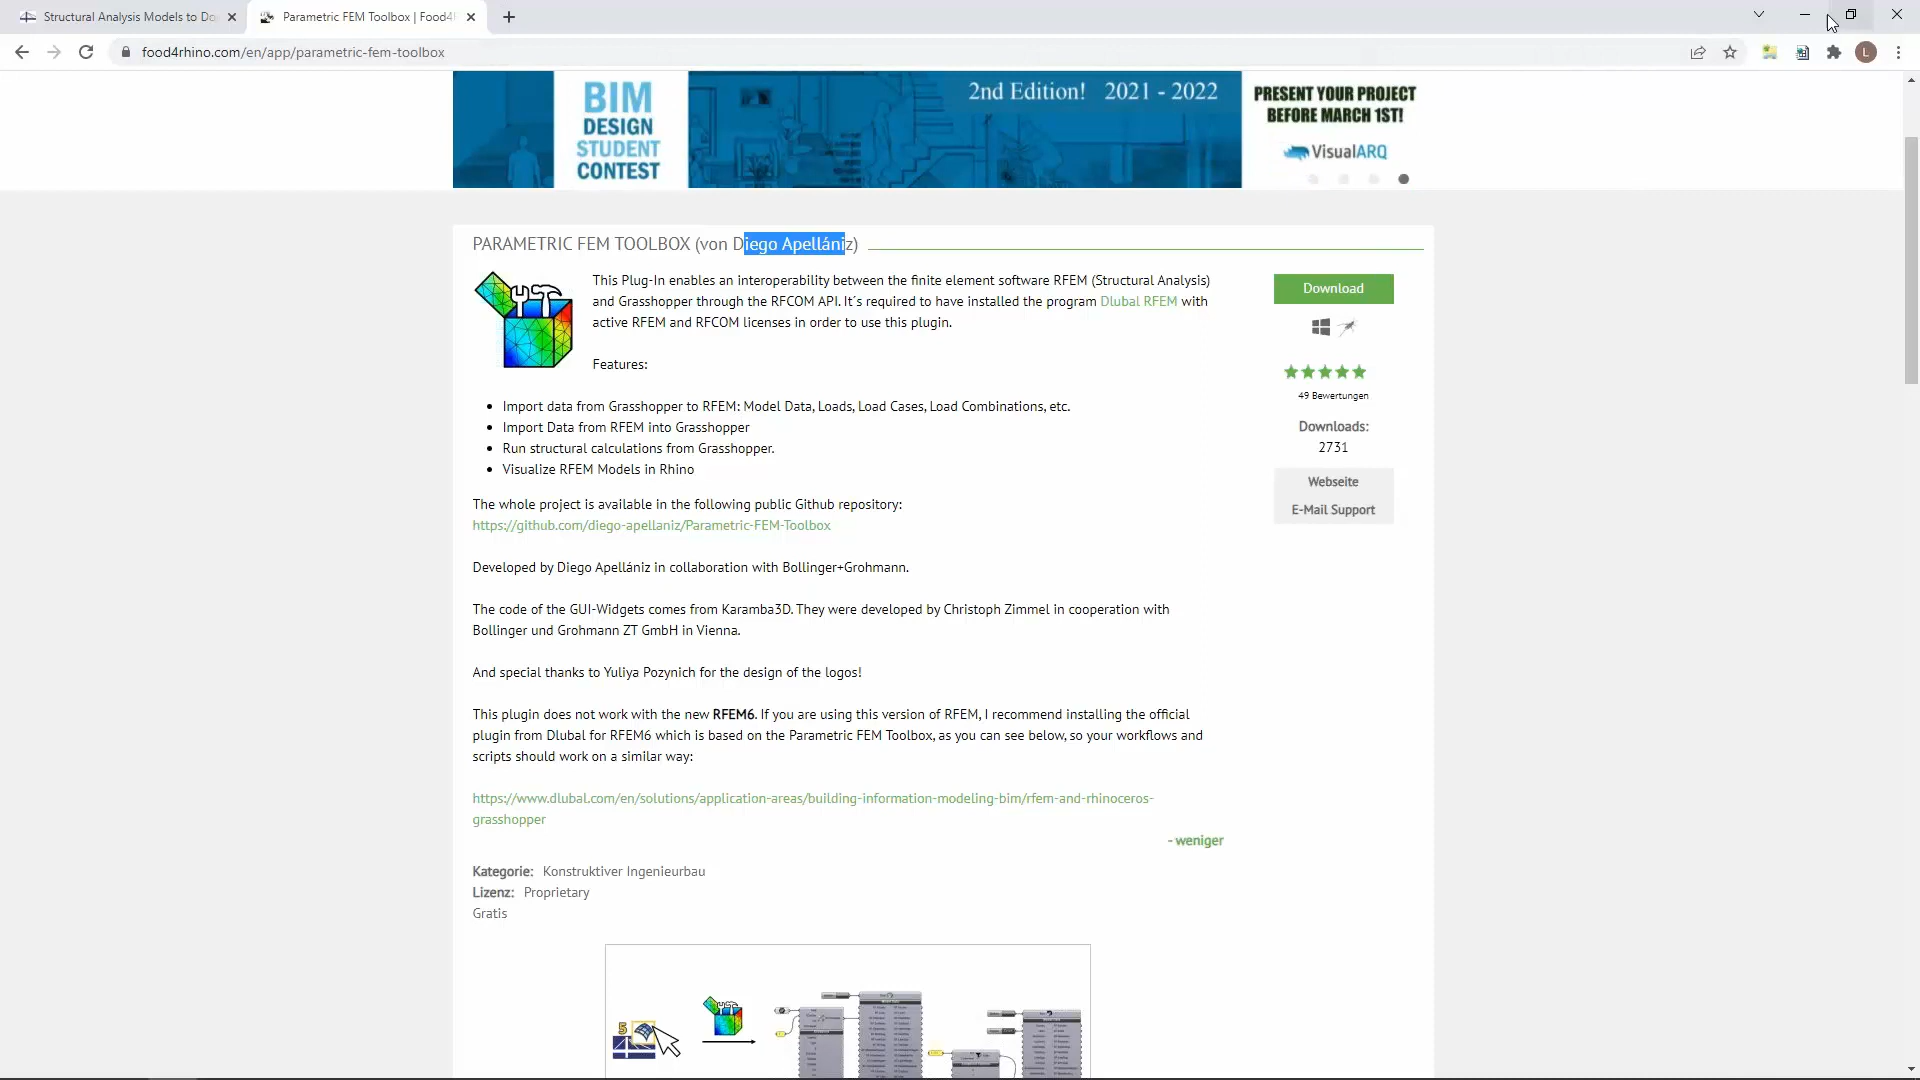 Structural Analysis Models to Do
Parametric FEM Toolbox | Food4R
food4rhino.com/en/app/parametric-fem-toolbox
L
BIM
DESIGN
STUDENT
CONTEST
2nd Edition! 2021 - 2022
PRESENT YOUR PROJECT
BEFORE MARCH 1ST!
VisualARQ
PARAMETRIC FEM TOOLBOX (von Diego Apellániz)
This Plug-In enables an interoperability between the finite element software RFEM (Structural Analysis)
and Grasshopper through the RFCOM API. It´s required to have installed the program Dlubal RFEM with
active RFEM and RFCOM licenses in order to use this plugin.
Features:
Import data from Grasshopper to RFEM: Model Data, Loads, Load Cases, Load Combinations, etc.
Import Data from RFEM into Grasshopper
Run structural calculations from Grasshopper.
Visualize RFEM Models in Rhino
The whole project is available in the following public Github repository:
https://github.com/diego-apellaniz/Parametric-FEM-Toolbox
Developed by Diego Apellániz in collaboration with Bollinger+Grohmann.
The code of the GUI-Widgets comes from Karamba3D. They were developed by Christoph Zimmel in cooperation with
Bollinger und Grohmann ZT GmbH in Vienna.
And special thanks to Yuliya Pozynich for the design of the logos!
This plugin does not work with the new RFEM6. If you are using this version of RFEM, I recommend installing the official
plugin from Dlubal for RFEM6 which is based on the Parametric FEM Toolbox, as you can see below, so your workflows and
scripts should work on a similar way:
https://www.dlubal.com/en/solutions/application-areas/building-information-modeling-bim/rfem-and-rhinoceros-
grasshopper
- weniger
Kategorie: Konstruktiver Ingenieurbau
Lizenz: Proprietary
Gratis
Download
49 Bewertungen
Downloads:
2731
Webseite
E-Mail Support
5